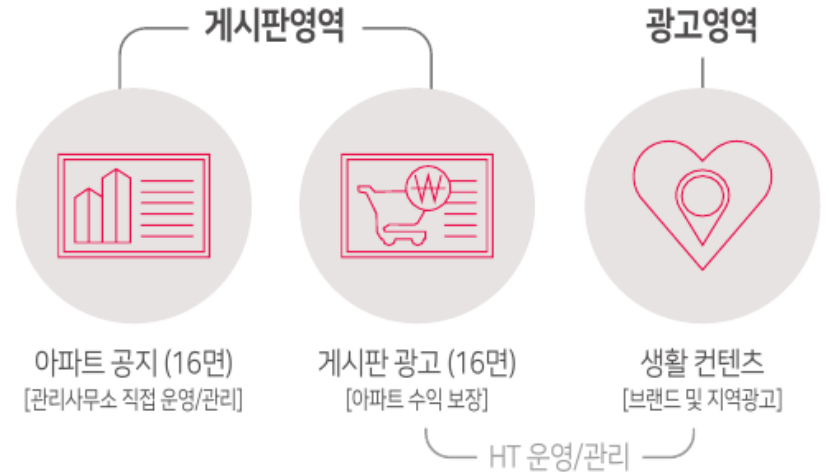 게시판영역
광고영역
아파트 공지 (16면)
[관리사무소 직접 운영/관리]
게시판 광고 (16면)
[아파트 수익 보장]
생활 컨텐츠
[브랜드 및 지역광고]
HT 운영/관리